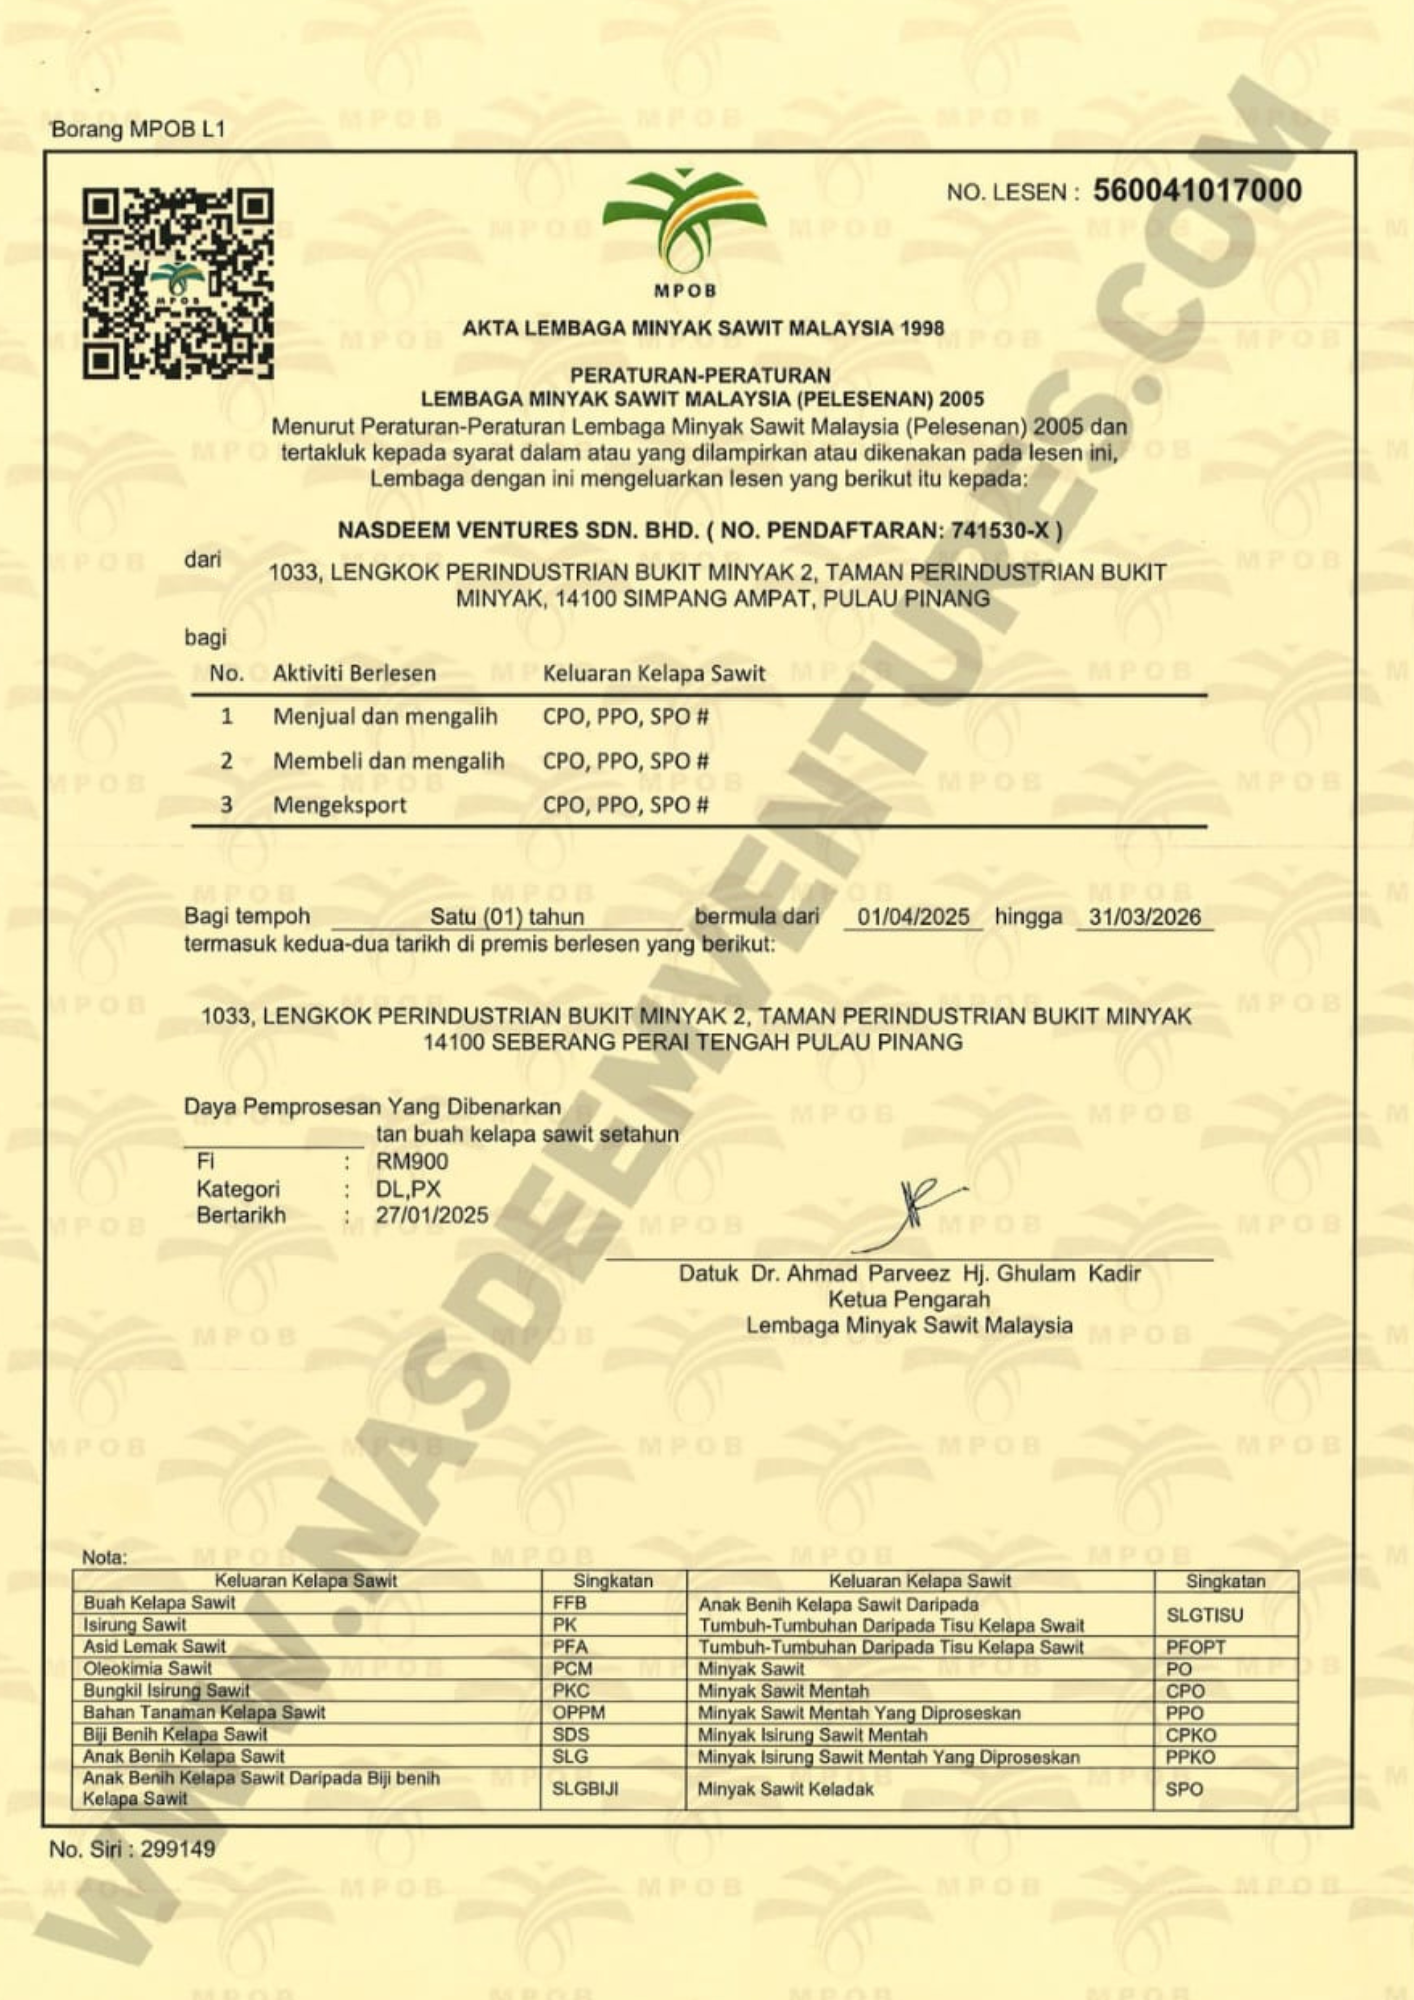 Borang MPOB L1
NO. LESEN : 560041017000
MPOB
AKTA LEMBAGA MINYAK SAWIT MALAYSIA 1998
PERATURAN-PERATURAN
LEMBAGA MINYAK SAWIT MALAYSIA (PELESENAN) 2005
Menurut Peraturan-Peraturan Lembaga Minyak Sawit Malaysia (Pelesenan) 2005 dan
tertakluk kepada syarat dalam atau yang dilampirkan atau dikenakan pada lesen ini,
Lembaga dengan ini mengeluarkan lesen yang berikut itu kepada:
NASDEEM VENTURES SDN. BHD. ( NO. PENDAFTARAN: 741530-X )
dari
1033, LENGKOK PERINDUSTRIAN BUKIT MINYAK 2, TAMAN PERINDUSTRIAN BUKIT
MINYAK, 14100 SIMPANG AMPAT, PULAU PINANG
bagi
No. Aktiviti Berlesen Keluaran Kelapa Sawit
1 Menjual dan mengalih CPO, PPO, SPO #
2 Membeli dan mengalih CPO, PPO, SPO #
3 Mengeksport CPO, PPO, SPO #
Bagi tempoh Satu (01) tahun bermula dari 01/04/2025 hingga 31/03/2026
termasuk kedua-dua tarikh di premis berlesen yang berikut:
1033, LENGKOK PERINDUSTRIAN BUKIT MINYAK 2, TAMAN PERINDUSTRIAN BUKIT MINYAK
14100 SEBERANG PERAI TENGAH PULAU PINANG
Daya Pemprosesan Yang Dibenarkan
tan buah kelapa sawit setahun
Fi : RM900
Kategori : DL,PX
Bertarikh : 27/01/2025
Datuk Dr. Ahmad Parveez Hj. Ghulam Kadir
Ketua Pengarah
Lembaga Minyak Sawit Malaysia
Nota:
Keluaran Kelapa Sawit Singkatan Keluaran Kelapa Sawit Singkatan
Buah Kelapa Sawit FFB Anak Benih Kelapa Sawit Daripada
Isirung Sawit PK Tumbuh-Tumbuhan Daripada Tisu Kelapa Swait SLGTISU
Asid Lemak Sawit PFA Tumbuh-Tumbuhan Daripada Tisu Kelapa Sawit PFOPT
Oleokimia Sawit PCM Minyak Sawit PO
Bungkil Isirung Sawit PKC Minyak Sawit Mentah CPO
Bahan Tanaman Kelapa Sawit OPPM Minyak Sawit Mentah Yang Diproseskan PPO
Biji Benih Kelapa Sawit SDS Minyak Isirung Sawit Mentah CPKO
Anak Benih Kelapa Sawit SLG Minyak Isirung Sawit Mentah Yang Diproseskan PPKO
Anak Benih Kelapa Sawit Daripada Biji benih
Kelapa Sawit SLGBIJI Minyak Sawit Keladak SPO
No. Siri : 299149
WWW.NASDEEMVENTURES.COM